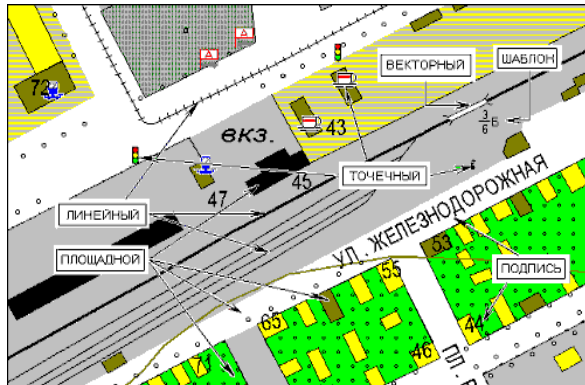 72
ВЕКТОРНЫЙ
ШАБЛОН
3
6 Б
43
вкз.
45
ТОЧЕЧНЫЙ
47
ЛИНЕЙНЫЙ
УЛ. ЖЕЛЕЗНОДОРОЖНАЯ
ПЛОЩАДНОЙ
53
ПОДПИСЬ
55
65
44
46
71
ПЛ.